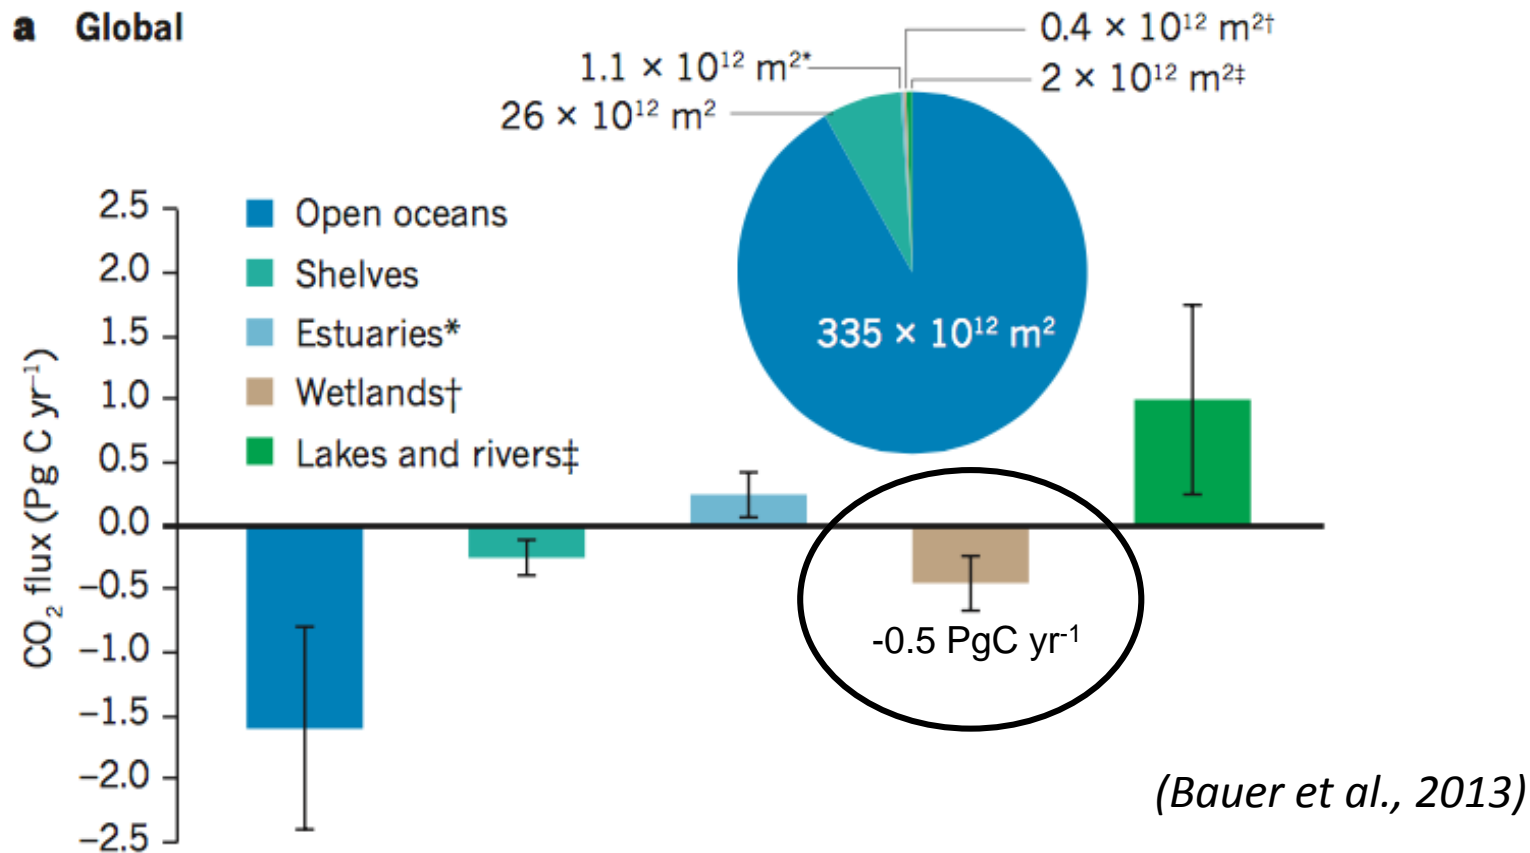 a Global
0.4 × 10¹² m²†
1.1 × 10¹² m²*
2 × 10¹² m²‡
26 × 10¹² m²
335 × 10¹² m²
CO₂ flux (Pg C yr⁻¹)
2.5
2.0
1.5
1.0
0.5
0.0
−0.5
−1.0
−1.5
−2.0
−2.5
Open oceans
Shelves
Estuaries*
Wetlands†
Lakes and rivers‡
-0.5 PgC yr⁻¹
(Bauer et al., 2013)